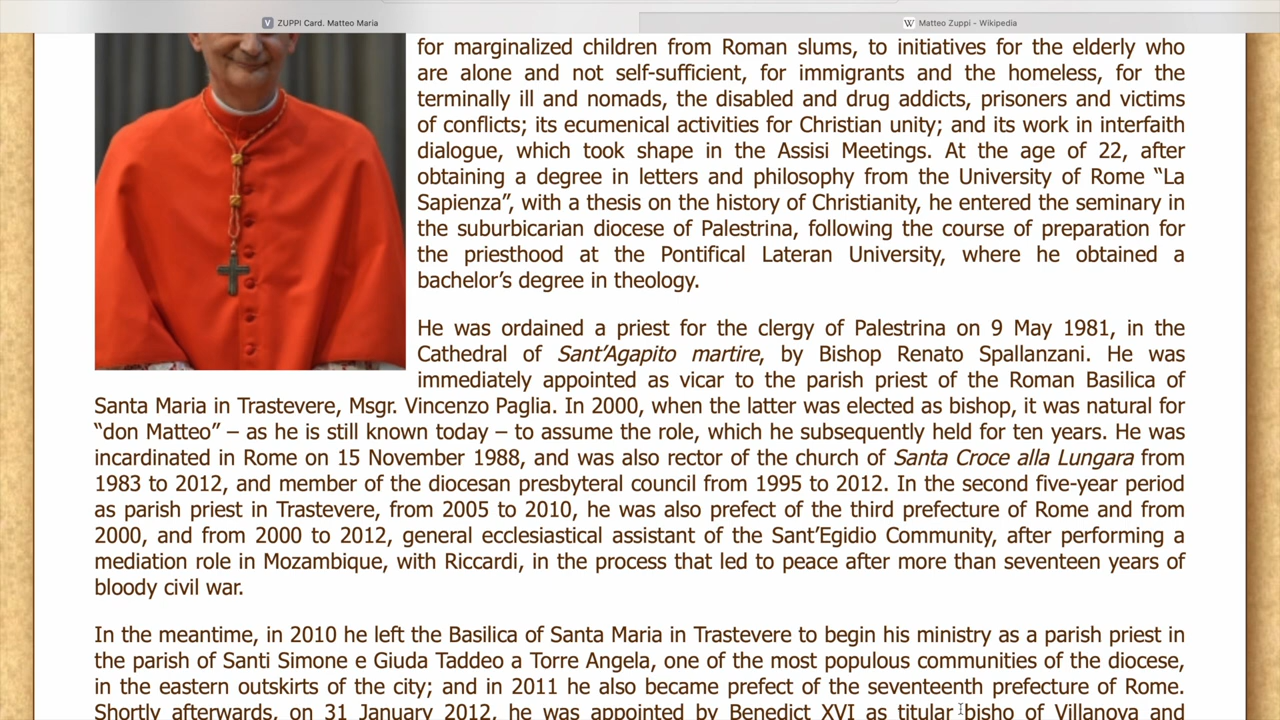 ZUPPI Card. Matteo Maria
Matteo Zuppi - Wikipedia
for marginalized children from Roman slums, to initiatives for the elderly who
are alone and not self-sufficient, for immigrants and the homeless, for the
terminally ill and nomads, the disabled and drug addicts, prisoners and victims
of conflicts; its ecumenical activities for Christian unity; and its work in interfaith
dialogue, which took shape in the Assisi Meetings. At the age of 22, after
obtaining a degree in letters and philosophy from the University of Rome “La
Sapienza”, with a thesis on the history of Christianity, he entered the seminary in
the suburbicarian diocese of Palestrina, following the course of preparation for
the priesthood at the Pontifical Lateran University, where he obtained a
bachelor’s degree in theology.
He was ordained a priest for the clergy of Palestrina on 9 May 1981, in the
Cathedral of Sant’Agapito martire, by Bishop Renato Spallanzani. He was
immediately appointed as vicar to the parish priest of the Roman Basilica of
Santa Maria in Trastevere, Msgr. Vincenzo Paglia. In 2000, when the latter was elected as bishop, it was natural for
“don Matteo” – as he is still known today – to assume the role, which he subsequently held for ten years. He was
incardinated in Rome on 15 November 1988, and was also rector of the church of Santa Croce alla Lungara from
1983 to 2012, and member of the diocesan presbyteral council from 1995 to 2012. In the second five-year period
as parish priest in Trastevere, from 2005 to 2010, he was also prefect of the third prefecture of Rome and from
2000, and from 2000 to 2012, general ecclesiastical assistant of the Sant’Egidio Community, after performing a
mediation role in Mozambique, with Riccardi, in the process that led to peace after more than seventeen years of
bloody civil war.
In the meantime, in 2010 he left the Basilica of Santa Maria in Trastevere to begin his ministry as a parish priest in
the parish of Santi Simone e Giuda Taddeo a Torre Angela, one of the most populous communities of the diocese,
in the eastern outskirts of the city; and in 2011 he also became prefect of the seventeenth prefecture of Rome.
Shortly afterwards, on 31 January 2012, he was appointed by Benedict XVI as titular bisho of Villanova and